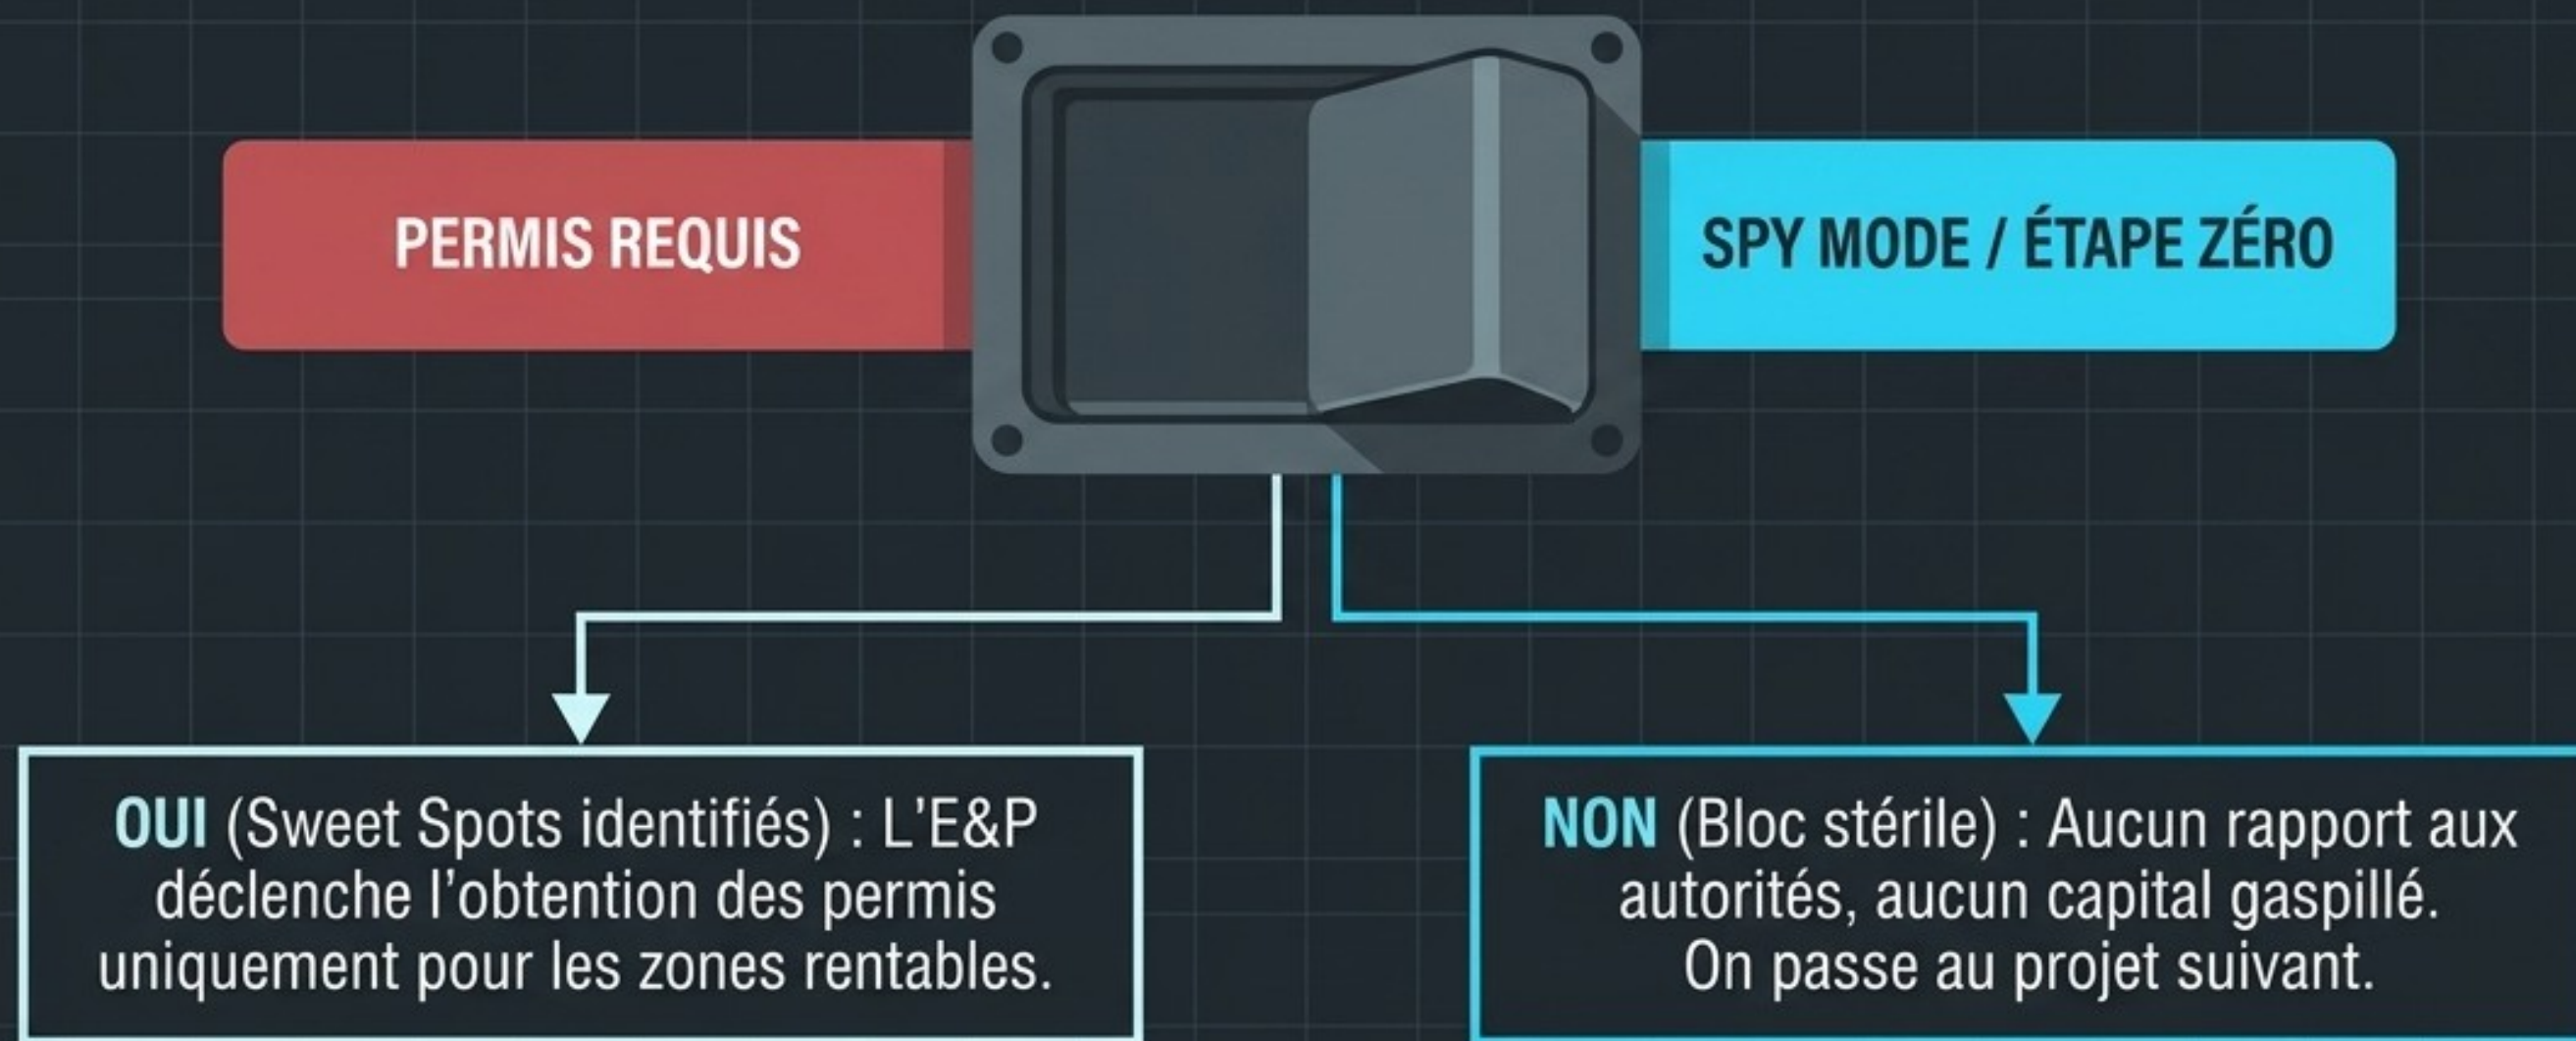 PERMIS REQUIS
SPY MODE / ÉTAPE ZÉRO
OUI (Sweet Spots identifiés) : L'E&P
déclenche l'obtention des permis
uniquement pour les zones rentables.
NON (Bloc stérile) : Aucun rapport aux
autorités, aucun capital gaspillé.
On passe au projet suivant.